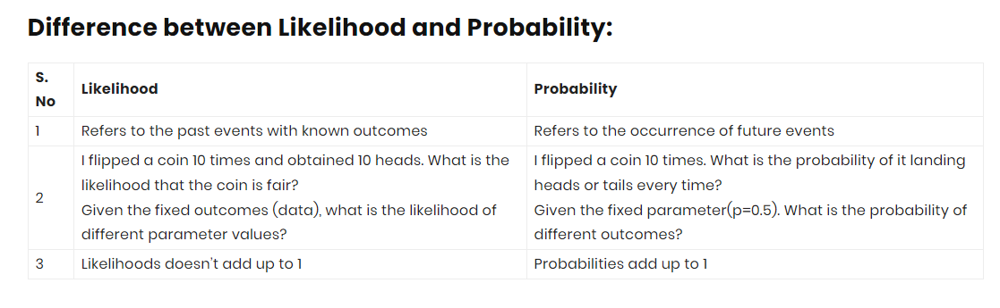 Difference between Likelihood and Probability:
S.
No
Likelihood
Probability
1
Refers to the past events with known outcomes
Refers to the occurrence of future events
2
I flipped a coin 10 times and obtained 10 heads. What is the
likelihood that the coin is fair?
Given the fixed outcomes (data), what is the likelihood of
different parameter values?
I flipped a coin 10 times. What is the probability of it landing
heads or tails every time?
Given the fixed parameter(p=0.5). What is the probability of
different outcomes?
3
Likelihoods doesn't add up to 1
Probabilities add up to 1